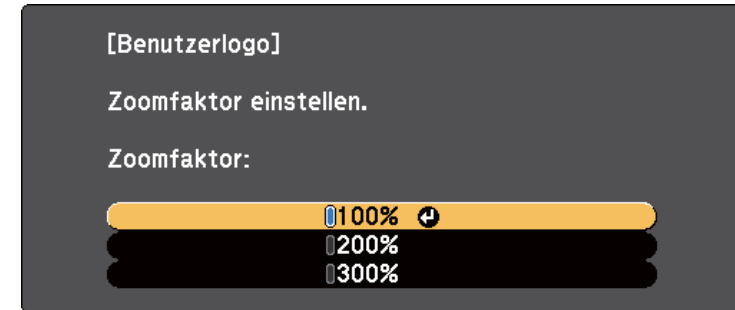 [Benutzerlogo]
Zoomfaktor einstellen.
Zoomfaktor:
100%
200%
300%